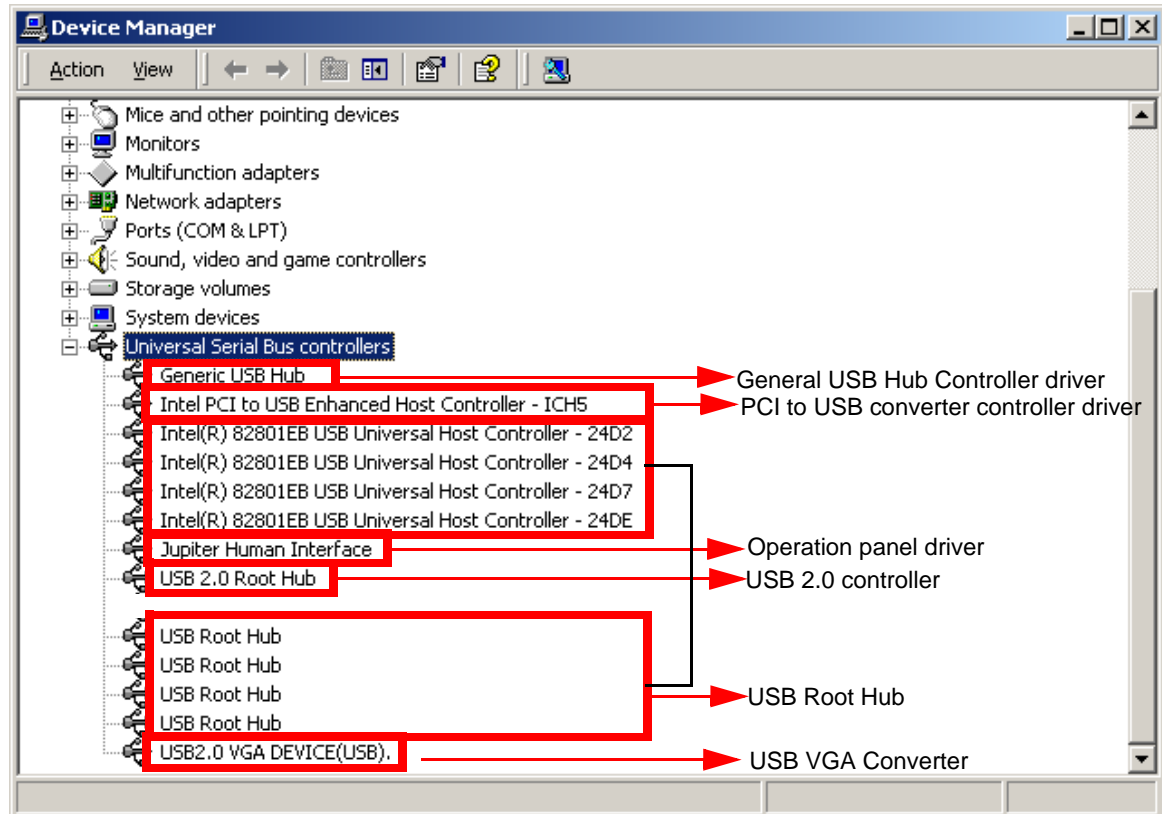 Device Manager
Action View
Mice and other pointing devices
Monitors
Multifunction adapters
Network adapters
Ports (COM & LPT)
Sound, video and game controllers
Storage volumes
System devices
Universal Serial Bus controllers
Generic USB Hub
General USB Hub Controller driver
Intel PCI to USB Enhanced Host Controller - ICH5
PCI to USB converter controller driver
Intel(R) 82801EB USB Universal Host Controller - 24D2
Intel(R) 82801EB USB Universal Host Controller - 24D4
Intel(R) 82801EB USB Universal Host Controller - 24D7
Intel(R) 82801EB USB Universal Host Controller - 24DE
Jupiter Human Interface
Operation panel driver
USB 2.0 Root Hub
USB 2.0 controller
USB Root Hub
USB Root Hub
USB Root Hub
USB Root Hub
USB Root Hub
USB2.0 VGA DEVICE(USB).
USB VGA Converter